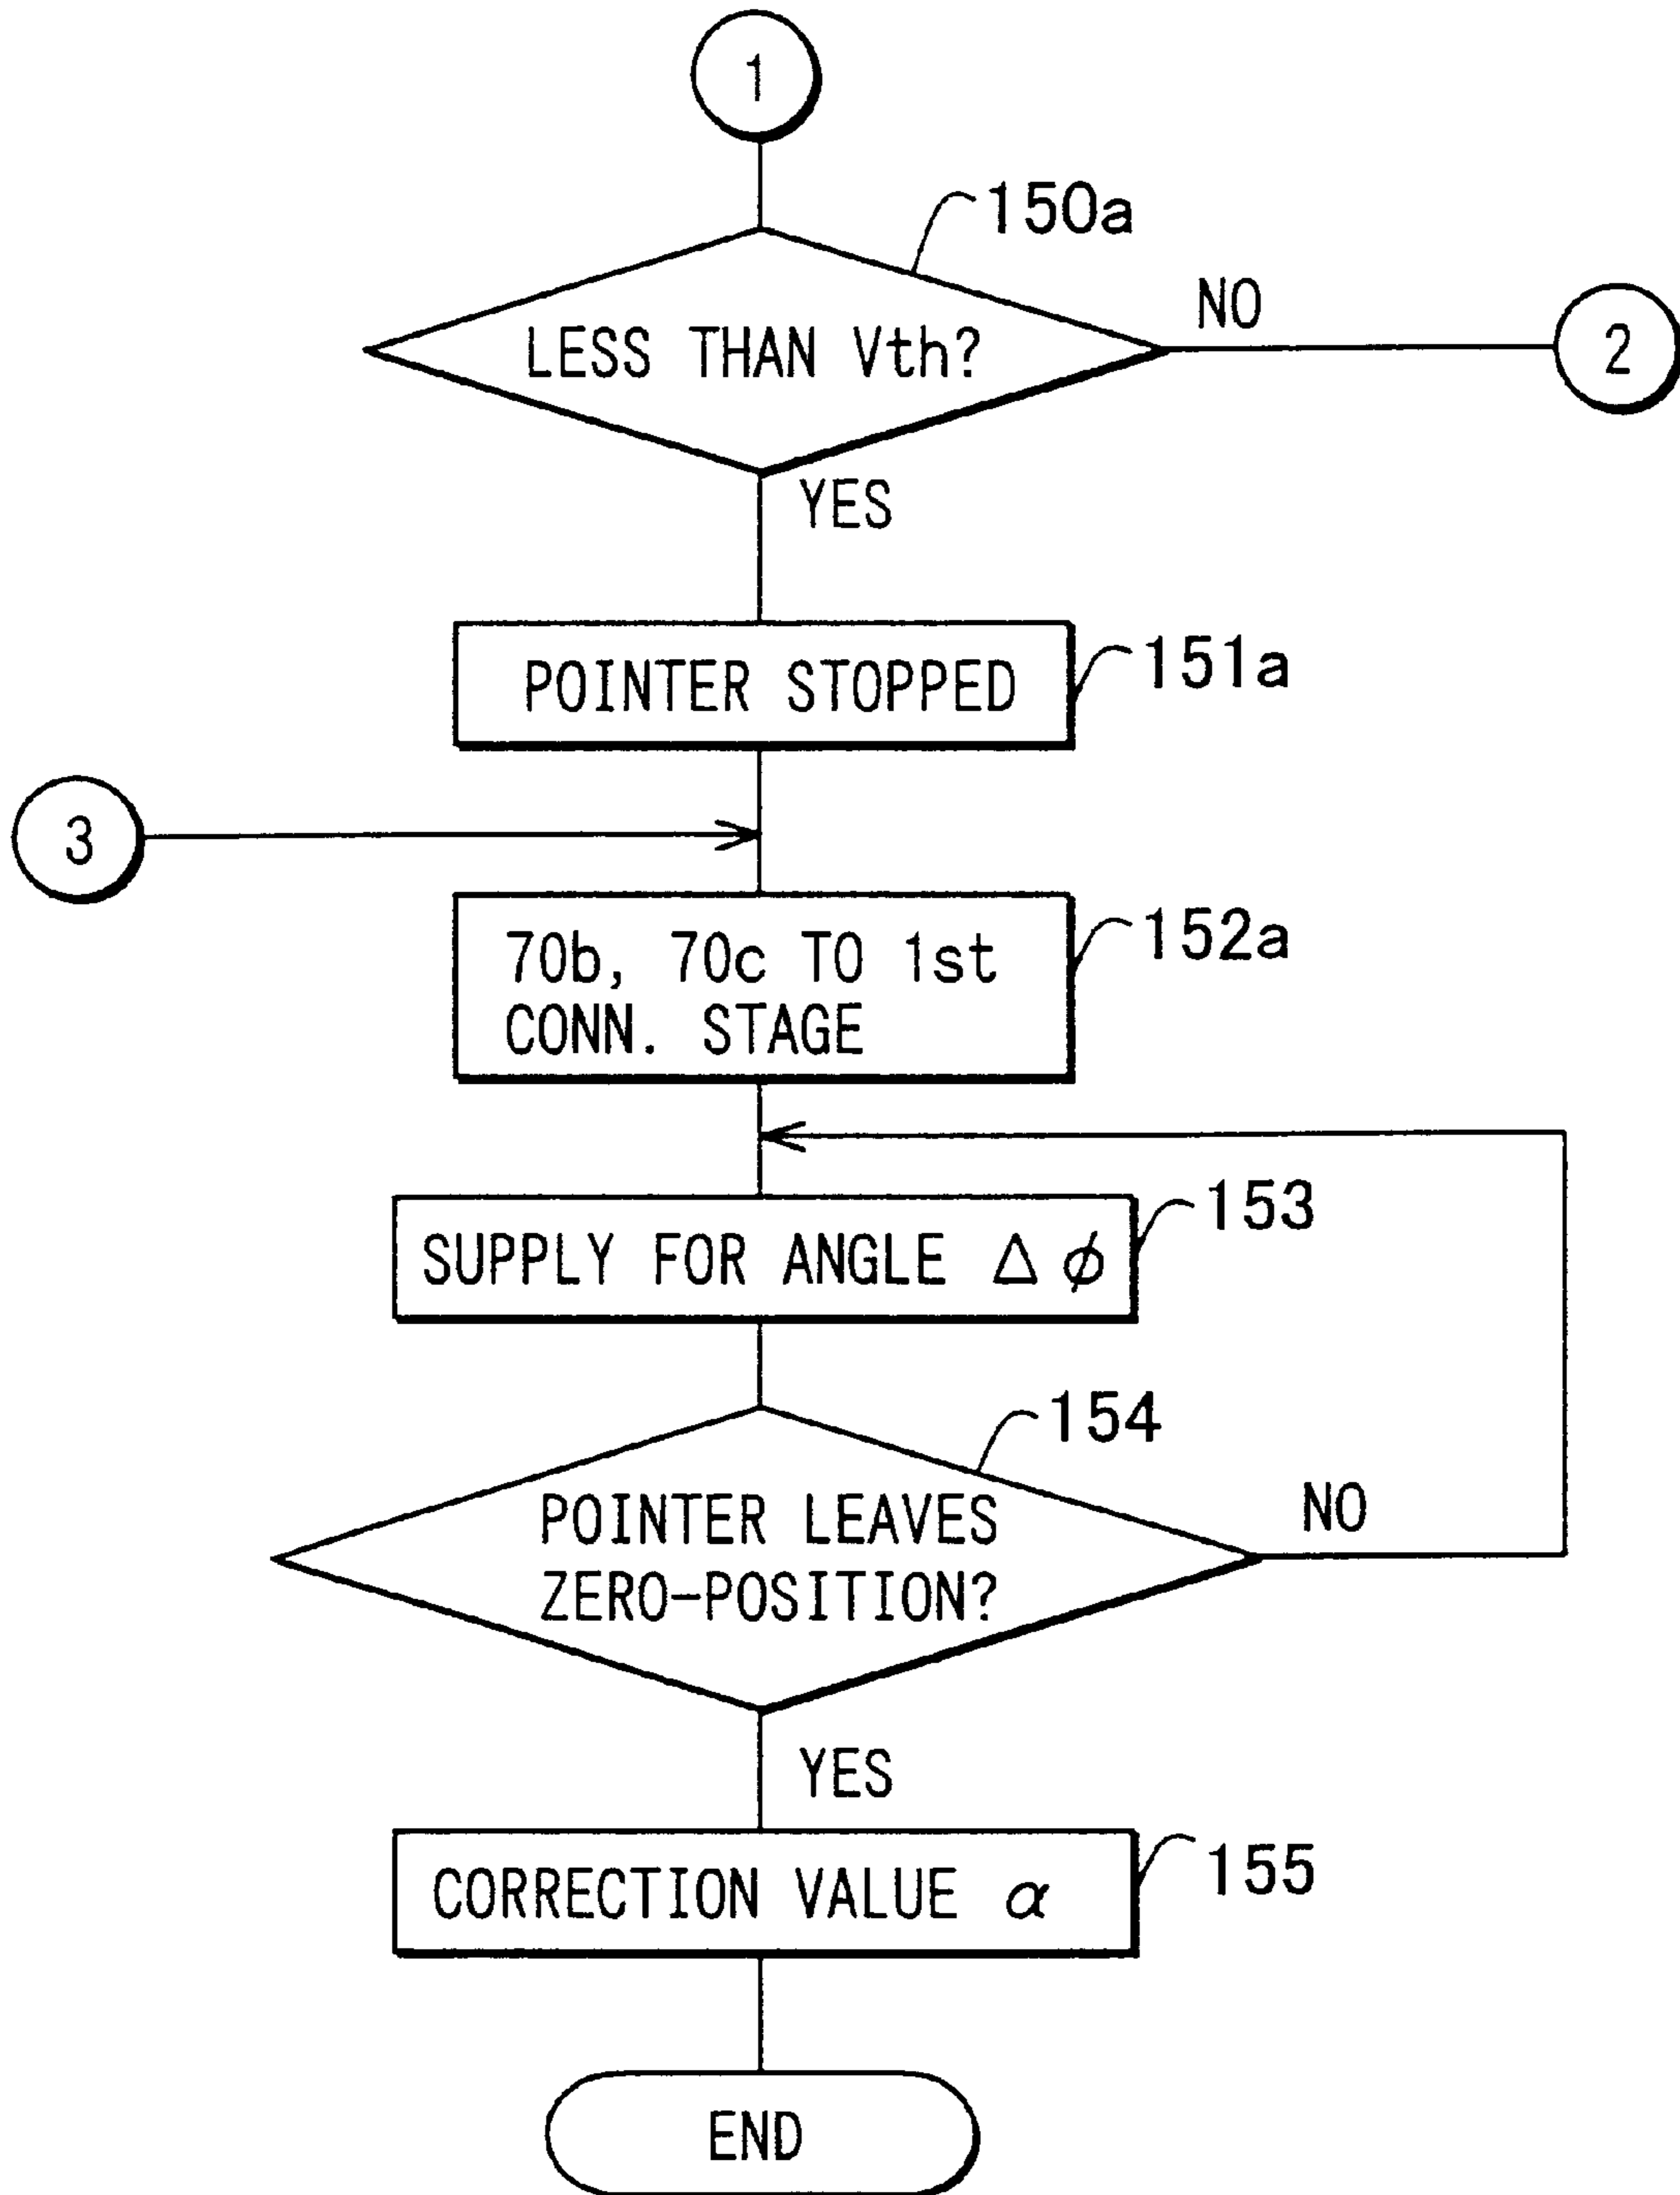 1
150a
LESS THAN Vth?
NO
2
YES
POINTER STOPPED
151a
3
70b, 70c TO 1st
CONN. STAGE
152a
SUPPLY FOR ANGLE Δ φ
153
154
POINTER LEAVES
ZERO-POSITION?
NO
YES
CORRECTION VALUE α
155
END